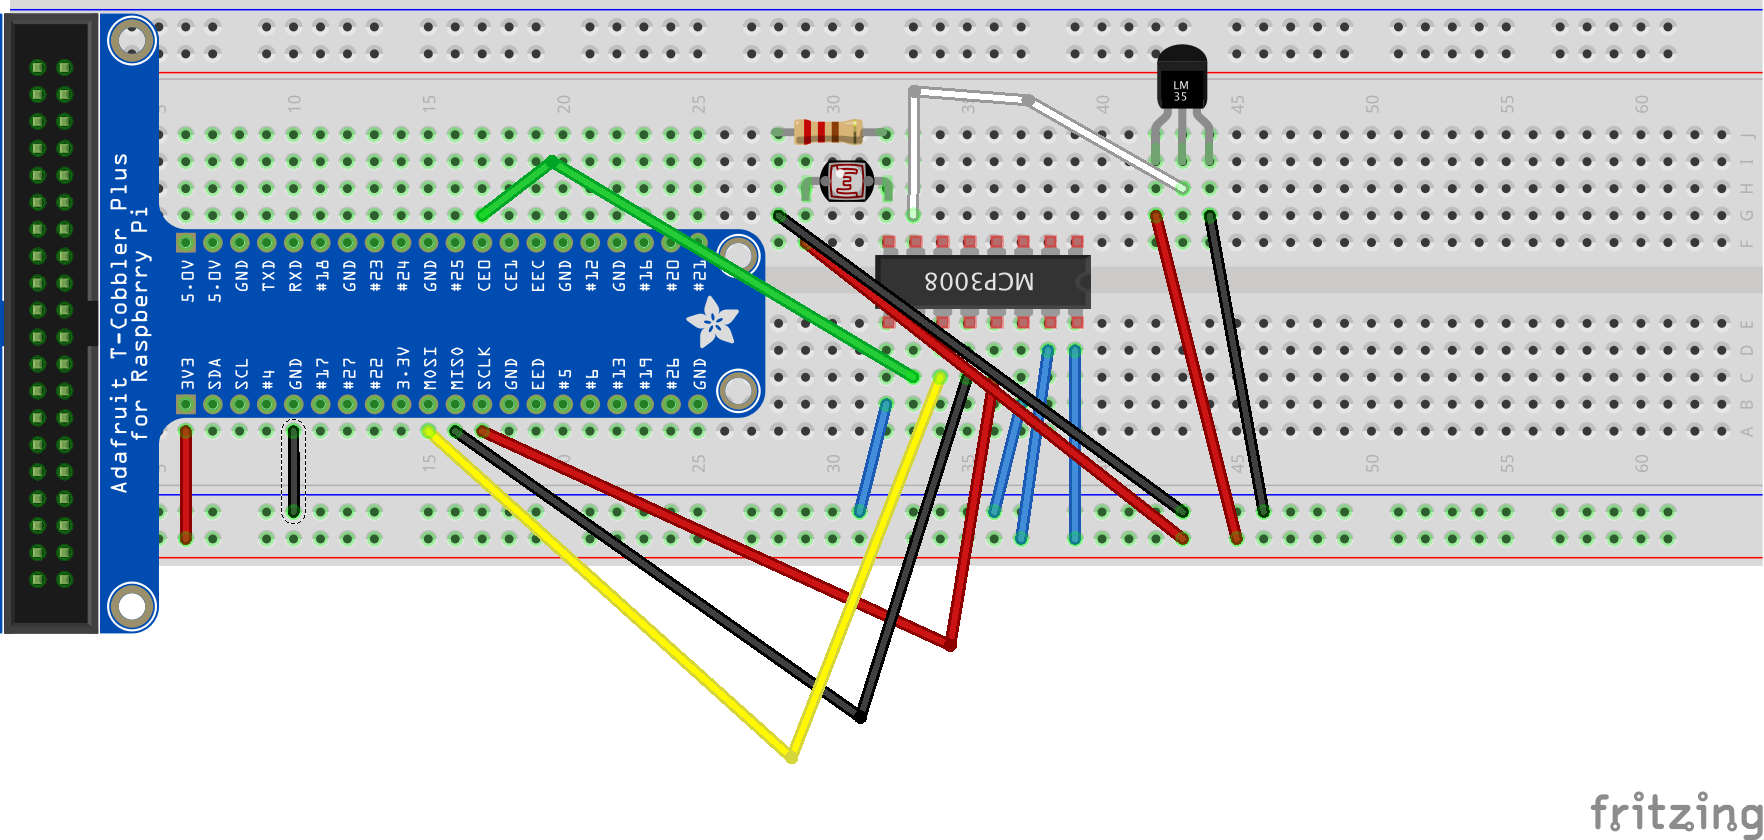 Adafruit T-Cobbler Plus
for Raspberry Pi
5.0V 5.0V GND TXD RXD #18 GND #23 #24 GND #25 CE0 CE1 EEC GND #12 GND #16 #20 #21
3V3 SDA SCL #4 GND #17 #27 #22 3.3V MOSI MISO SCLK GND EED #5 #6 #13 #19 #26 GND
10 15 20 25 30 35 40 45 50 55 60
LM
35
MCP3008
J
I
H
G
F
E
D
C
B
A
5 15 20 25 30 35 40 45 50 55 60
fritzing